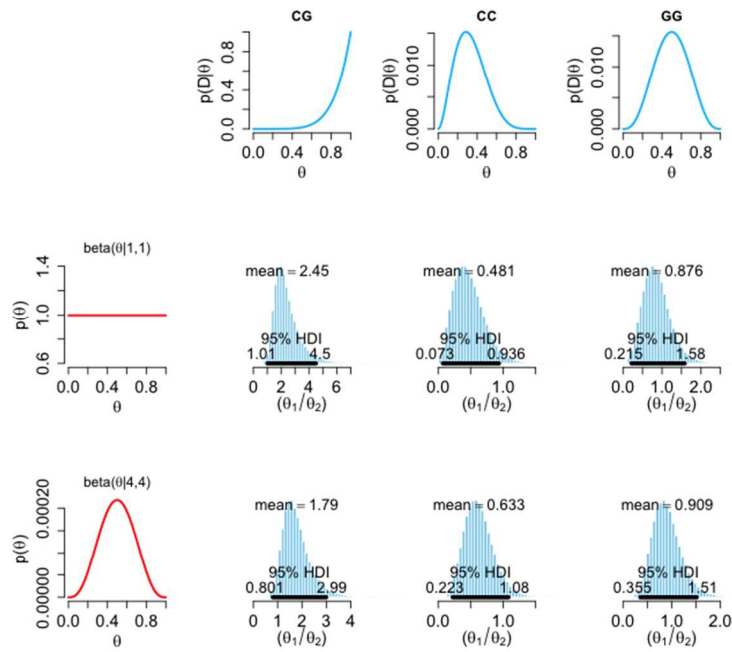 CG
CC
GG
p(D|θ)
0.0 0.4 0.8
0.0 0.4 0.8
θ
p(D|θ)
0.000 0.010
0.0 0.4 0.8
θ
p(D|θ)
0.000 0.010
0.0 0.4 0.8
θ
beta(θ|1,1)
p(θ)
0.6 1.0 1.4
0.0 0.4 0.8
θ
mean = 2.45
95% HDI
1.01 4.5
0 2 4 6
(θ1/θ2)
mean = 0.481
95% HDI
0.073 0.936
0.0 1.0
(θ1/θ2)
mean = 0.876
95% HDI
0.215 1.58
0.0 1.0 2.0
(θ1/θ2)
beta(θ|4,4)
p(θ)
0.00000 0.00020
0.0 0.4 0.8
θ
mean = 1.79
95% HDI
0.801 2.99
0 1 2 3 4
(θ1/θ2)
mean = 0.633
95% HDI
0.223 1.08
0.0 1.0
(θ1/θ2)
mean = 0.909
95% HDI
0.355 1.51
0.0 1.0 2.0
(θ1/θ2)